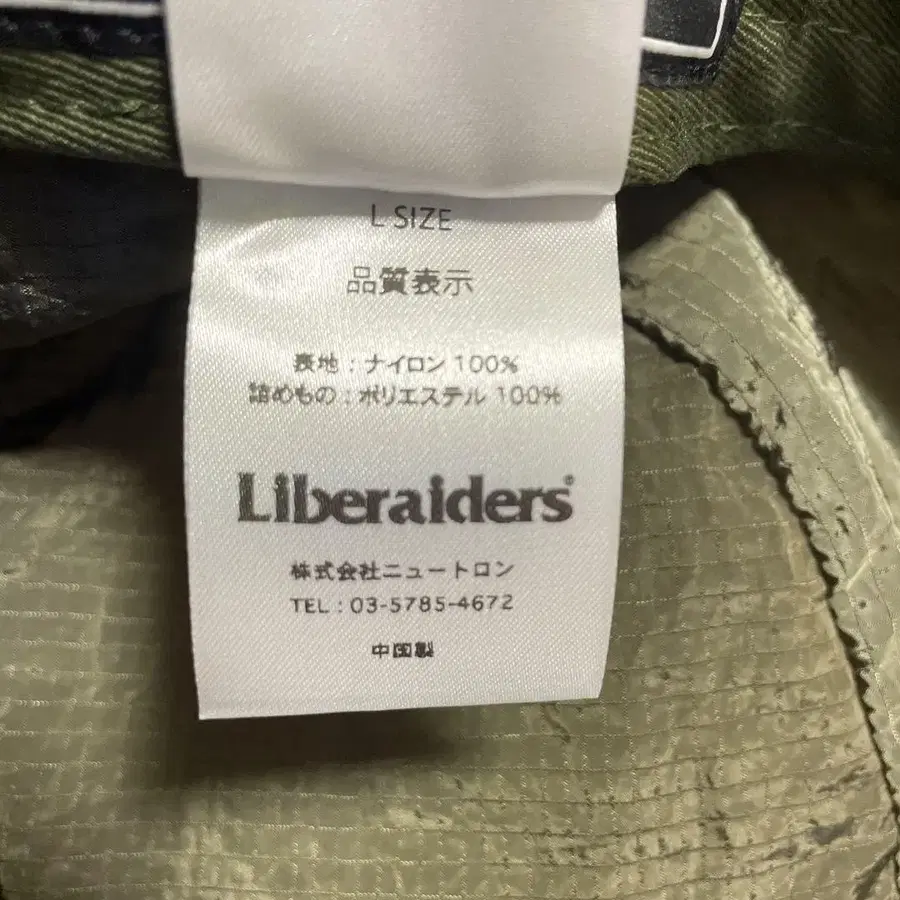 L SIZE
品質表示
表地 : ナイロン 100%
詰めもの : ポリエステル 100%
Liberaiders®
株式会社ニュートロン
TEL : 03-5785-4672
中国製